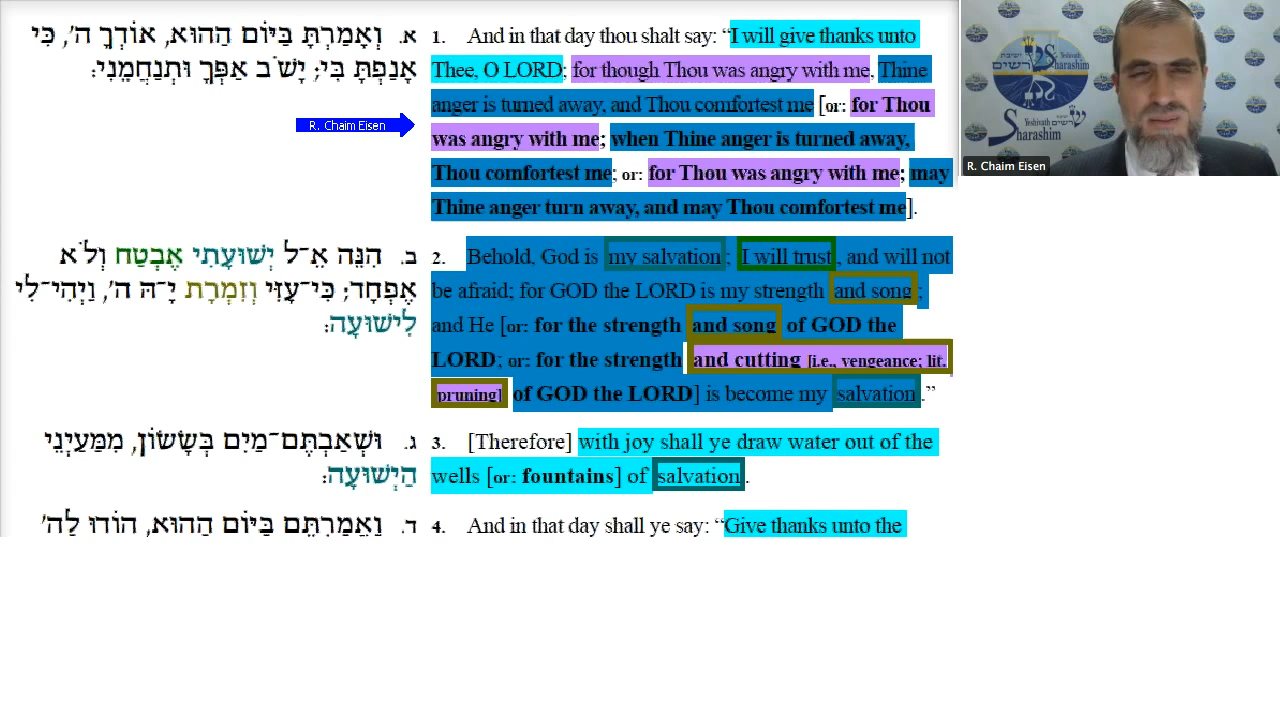 א. וְאָמַרְתָּ בַּיּוֹם הַהוּא, אוֹדְךָ ה', כִּי
אָנַפְתָּ בִּי; יָשֹׁב אַפְּךָ וּתְנַחֲמֵנִי:
R. Chaim Eisen
1. And in that day thou shalt say: “I will give thanks unto
Thee, O LORD; for though Thou was angry with me, Thine
anger is turned away, and Thou comfortest me [or: for Thou
was angry with me; when Thine anger is turned away,
Thou comfortest me; or: for Thou was angry with me; may
Thine anger turn away, and may Thou comfortest me].
ב. הִנֵּה אֵ־ל יְשׁוּעָתִי אֶבְטַח וְלֹא
אֶפְחָד; כִּי־עָזִּי וְזִמְרָת יָ־הּ ה', וַיְהִי־לִי
לִישׁוּעָה:
2. Behold, God is my salvation; I will trust, and will not
be afraid; for GOD the LORD is my strength and song;
and He [or: for the strength and song of GOD the
LORD; or: for the strength and cutting [i.e., vengeance; lit.
pruning] of GOD the LORD] is become my salvation.”
ג. וּשְׁאַבְתֶּם־מַיִם בְּשָׂשׂוֹן, מִמַּעַיְנֵי
הַיְשׁוּעָה:
3. [Therefore] with joy shall ye draw water out of the
wells [or: fountains] of salvation.
ד. וַאֲמַרְתֶּם בַּיּוֹם הַהוּא, הוֹדוּ לַה'
4. And in that day shall ye say: “Give thanks unto the
Sharashim
שרשים
Yeshivath
Sharashim
R. Chaim Eisen